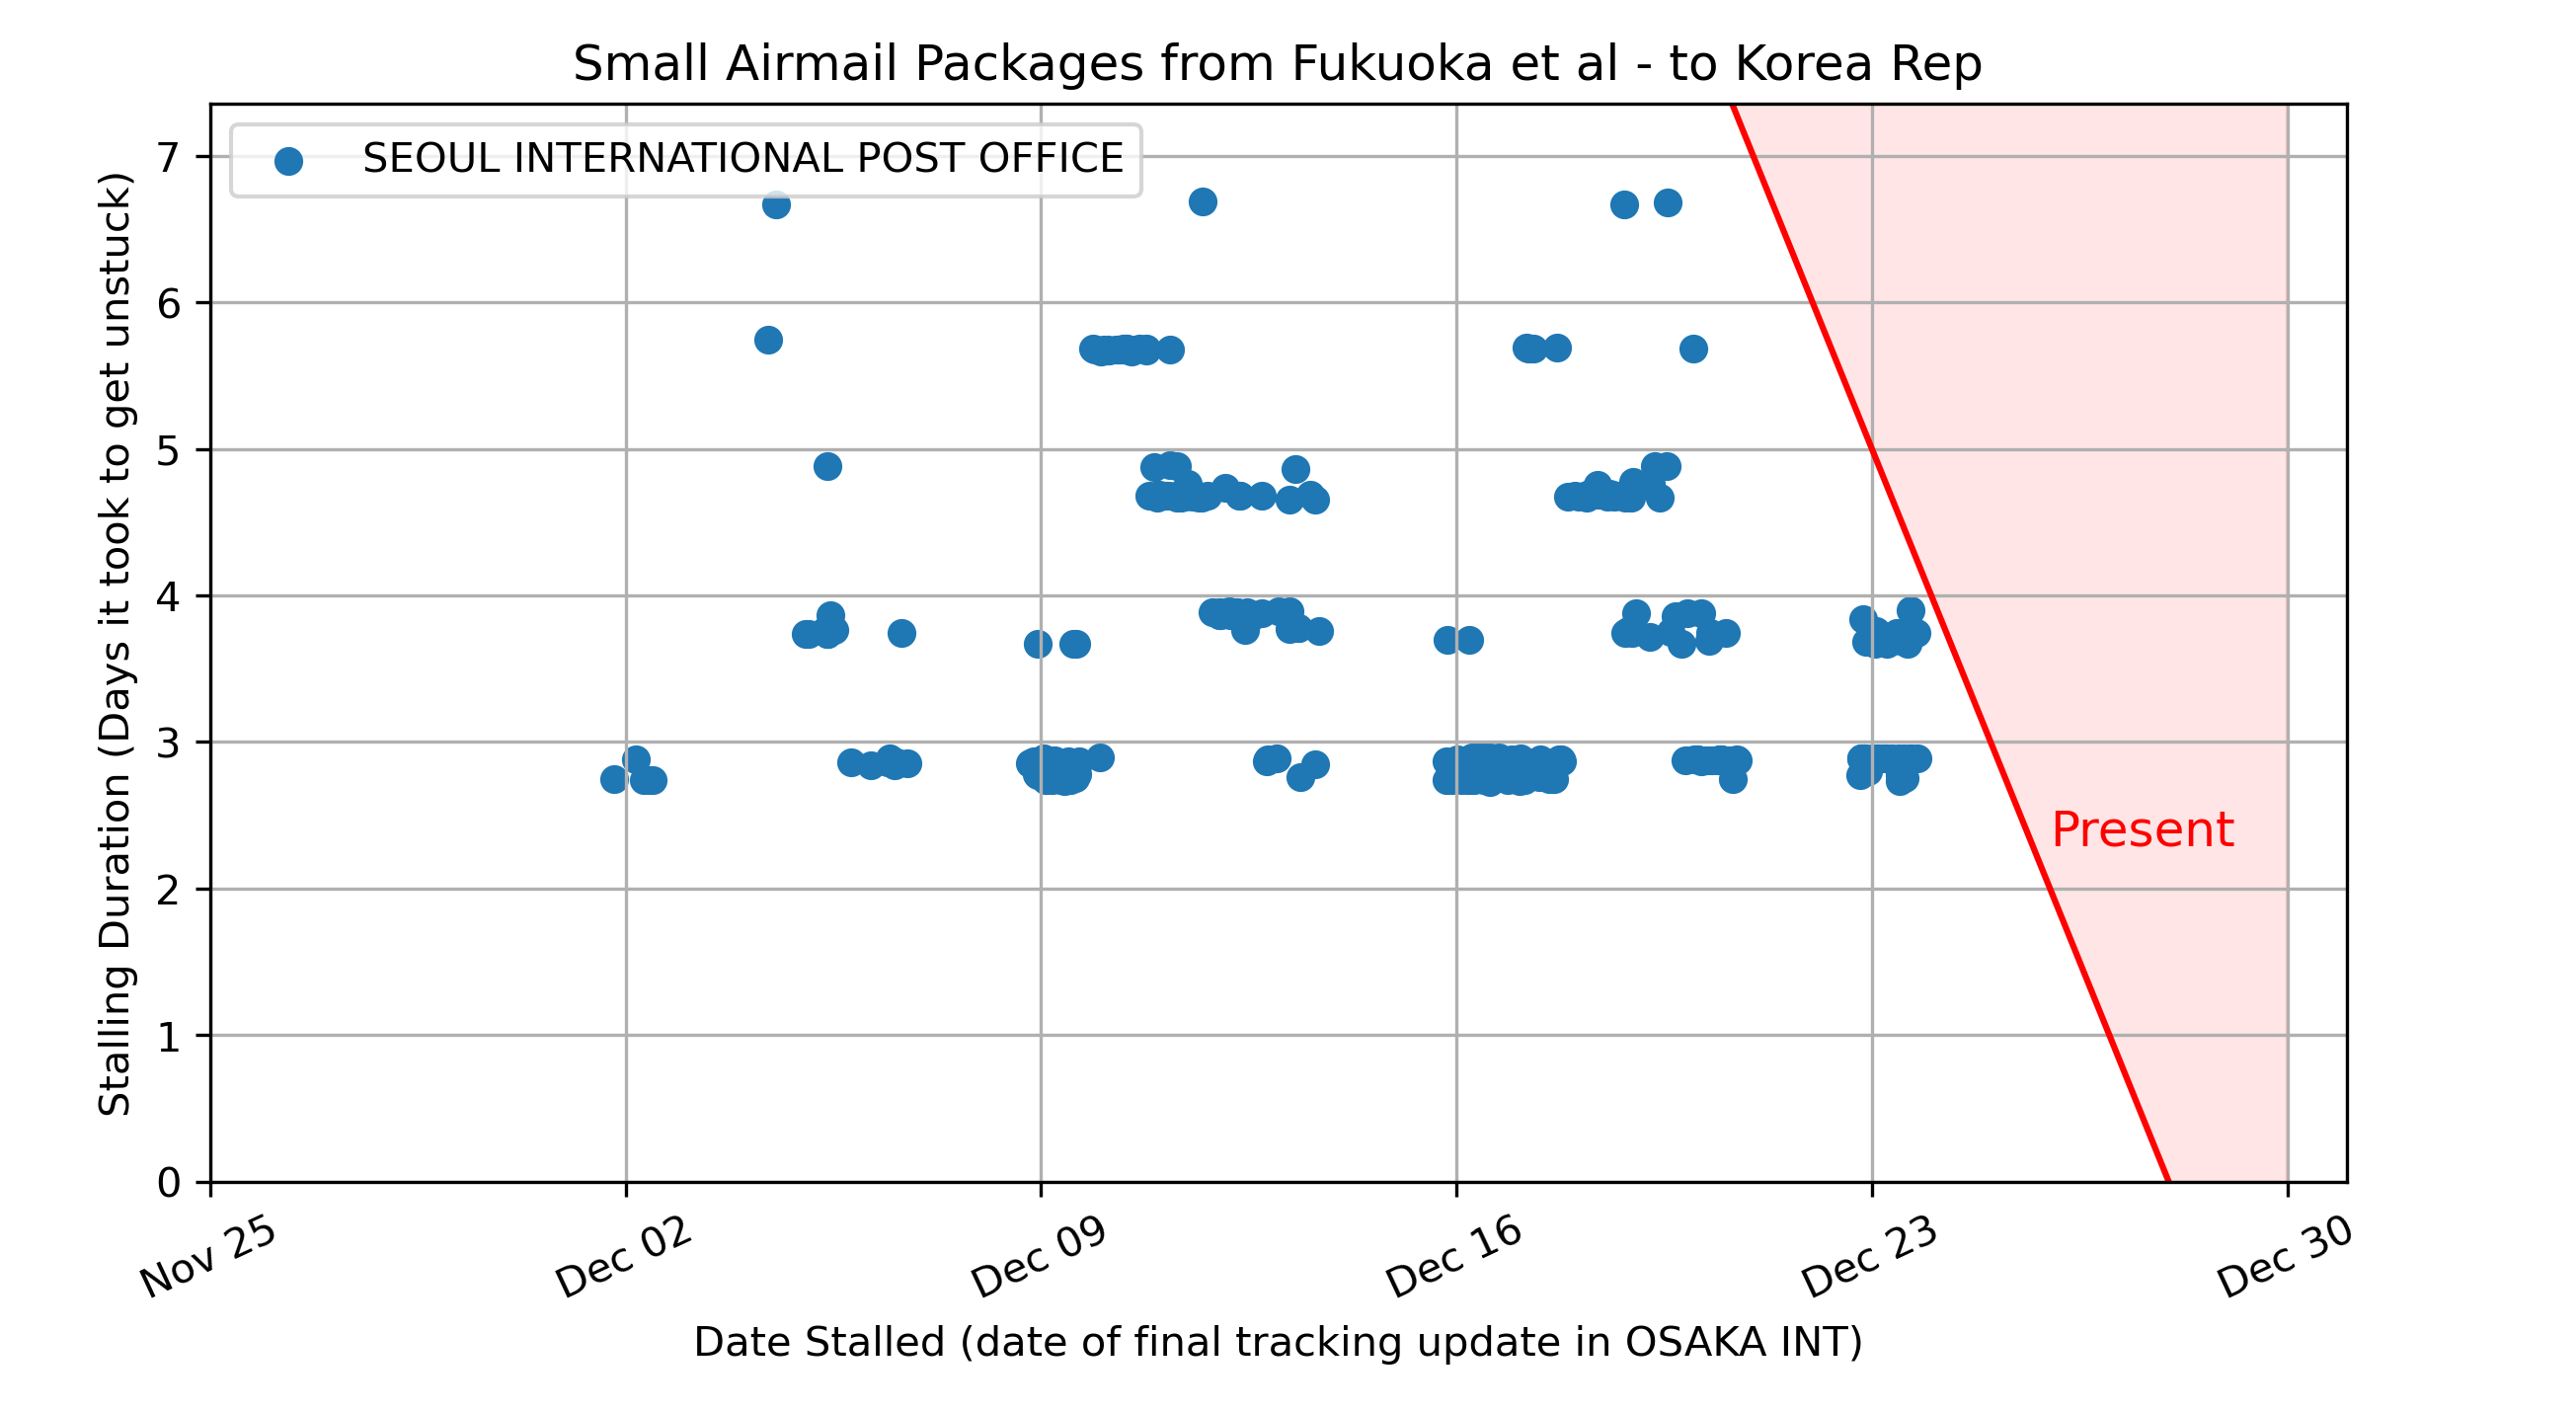 Small Airmail Packages from Fukuoka et al - to Korea Rep
SEOUL INTERNATIONAL POST OFFICE
Stalling Duration (Days it took to get unstuck)
7
6
5
4
3
2
1
0
Present
Nov 25
Dec 02
Dec 09
Dec 16
Dec 23
Dec 30
Date Stalled (date of final tracking update in OSAKA INT)